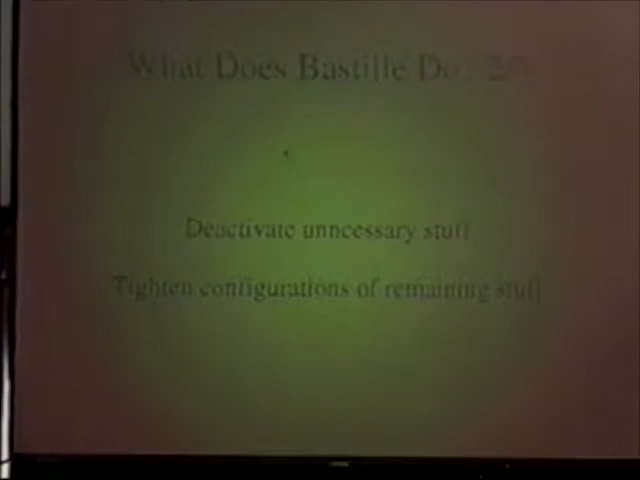 What Does Bastille Do?
Deactivate unncessary stuff
Tighten configurations of remaining stuff